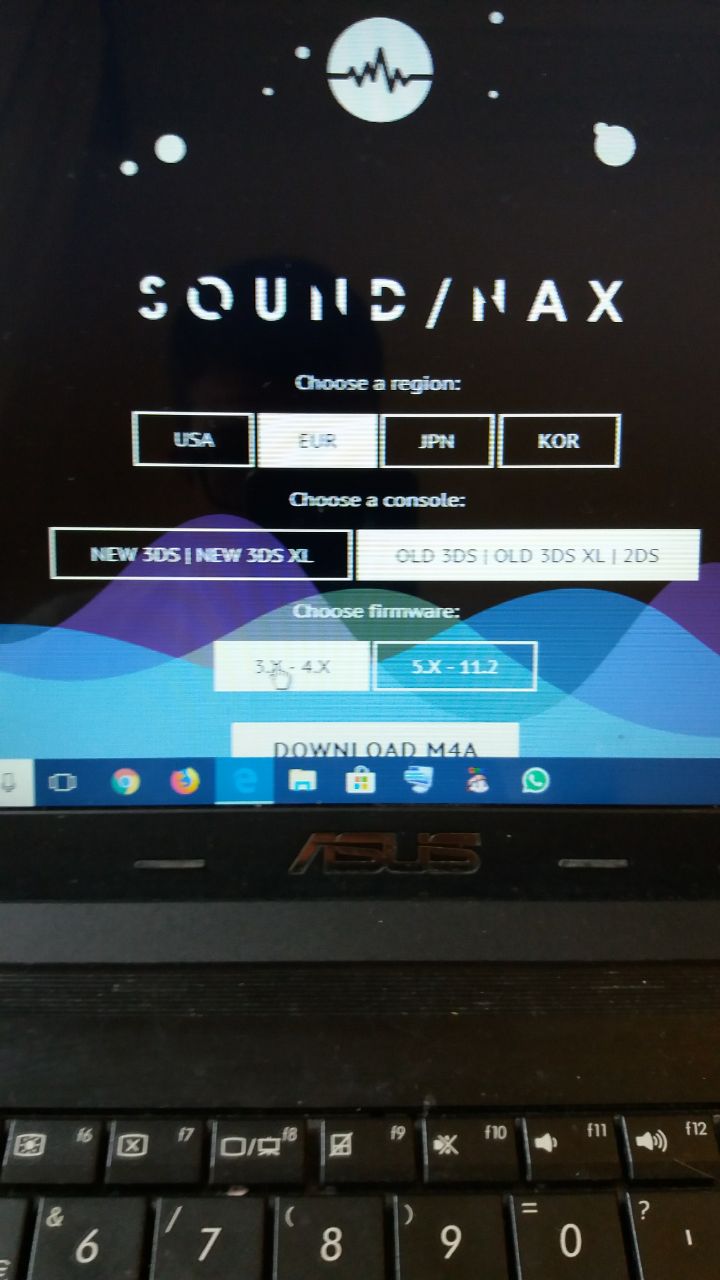 SOUND/NAX
Choose a region:
USA EUR JPN KOR
Choose a console:
NEW 3DS | NEW 3DS XL OLD 3DS | OLD 3DS XL | 2DS
Choose firmware:
3.X - 4.X 5.X - 11.2
DOWNLOAD M4A
ASUS
f6 f7 f8 f9 f10 f11 f12
& / ( ) = ?
6 7 8 9 0 '